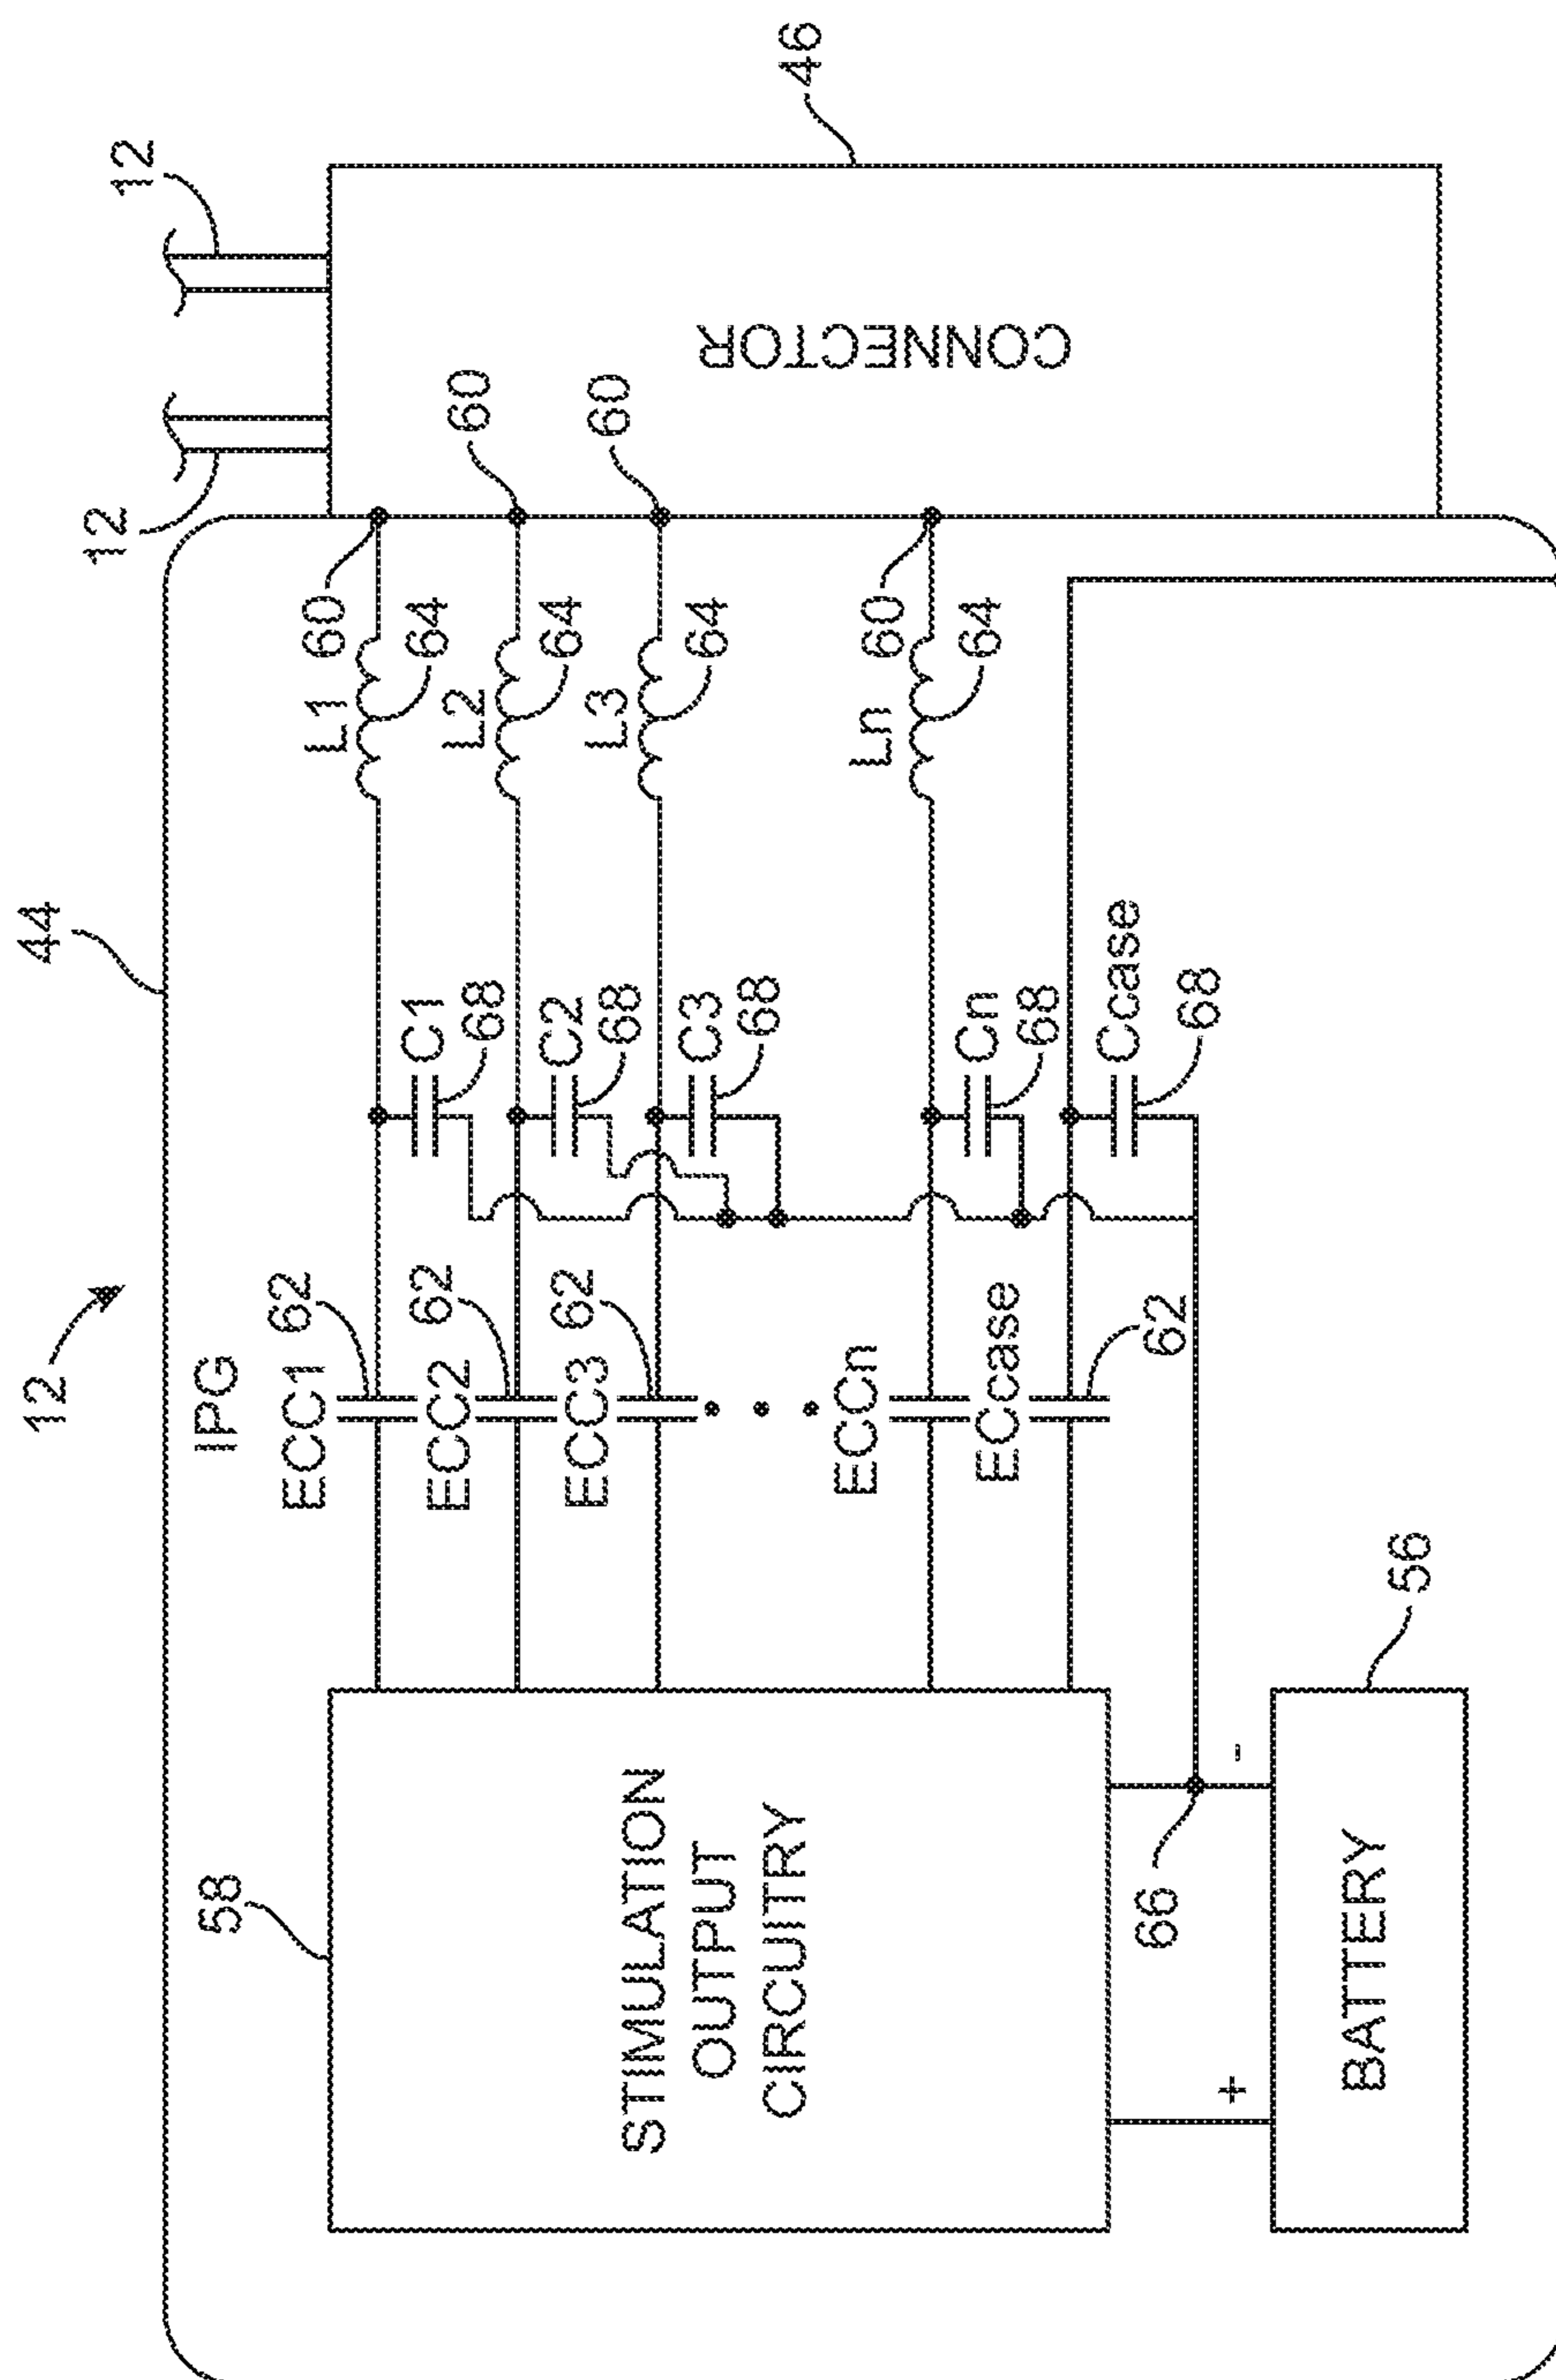 12
44
IPG
58
ECC1
62
C1
68
L1
60
64
12
12
ECC2
62
C2
68
L2
64
60
ECC3
62
C3
68
L3
64
60
ECCn
Cn
68
Ln
60
64
ECcase
62
Ccase
68
STIMULATION
OUTPUT
CIRCUITRY
CONNECTOR
46
66
+
-
BATTERY
56